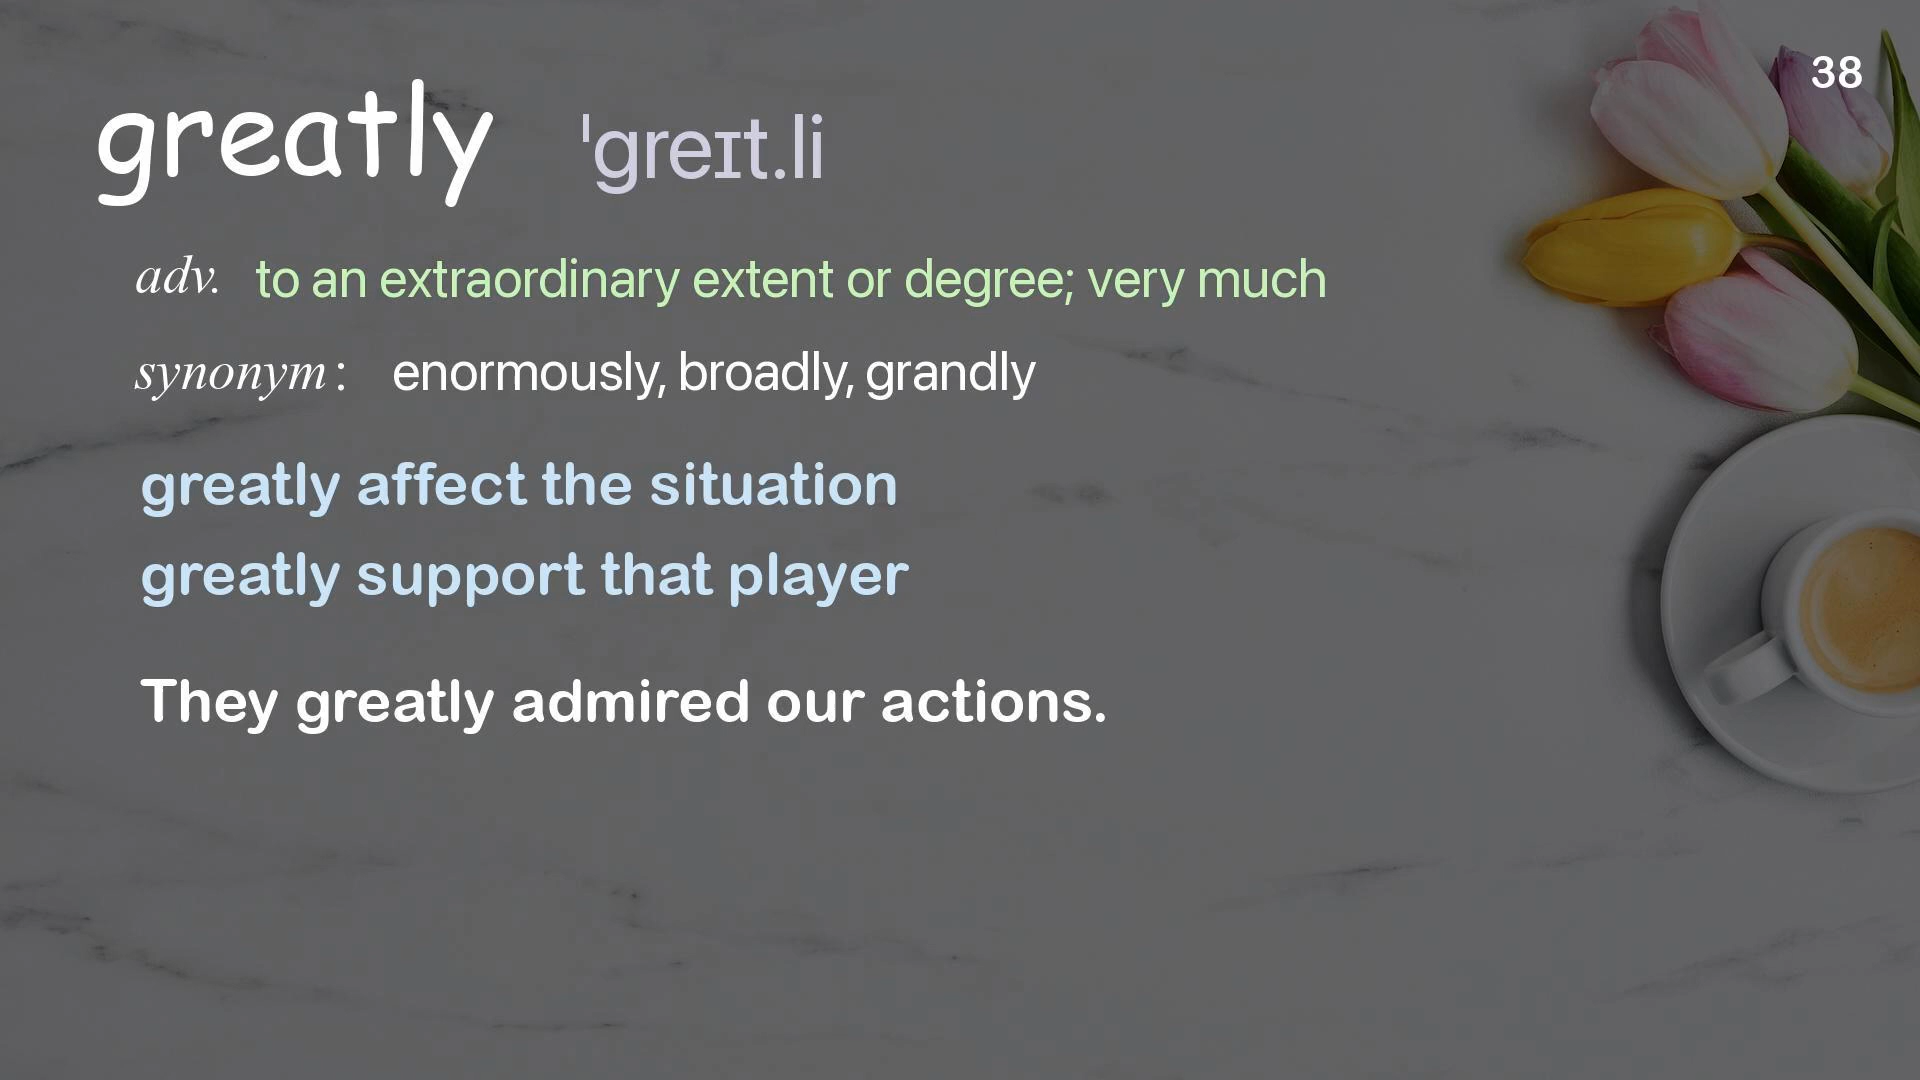 38
greatly ˈgreɪt.li
adv. to an extraordinary extent or degree; very much
synonym : enormously, broadly, grandly
greatly affect the situation
greatly support that player
They greatly admired our actions.